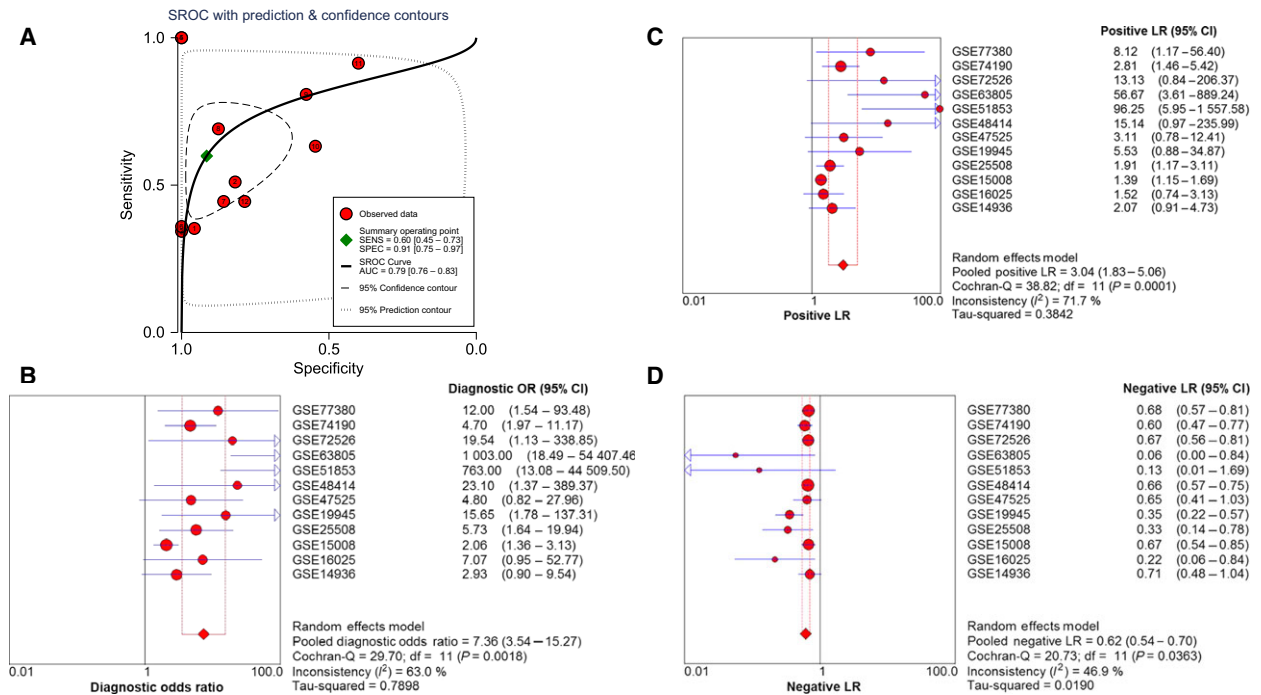 SROC with prediction & confidence contours
A
1.0
0.5
0.0
Sensitivity
1.0
0.5
0.0
Specificity
Observed data
Summary operating point
SENS = 0.60 [0.45 – 0.73]
SPEC = 0.91 [0.75 – 0.97]
SROC Curve
AUC = 0.79 [0.76 – 0.83]
95% Confidence contour
95% Prediction contour
B
Diagnostic OR (95% CI)
GSE77380 12.00 (1.54 – 93.48)
GSE74190 4.70 (1.97 – 11.17)
GSE72526 19.54 (1.13 – 338.85)
GSE63805 1 003.00 (18.49 – 54 407.46
GSE51853 763.00 (13.08 – 44 509.50)
GSE48414 23.10 (1.37 – 389.37)
GSE47525 4.80 (0.82 – 27.96)
GSE19945 15.65 (1.78 – 137.31)
GSE25508 5.73 (1.64 – 19.94)
GSE15008 2.06 (1.36 – 3.13)
GSE16025 7.07 (0.95 – 52.77)
GSE14936 2.93 (0.90 – 9.54)
Random effects model
Pooled diagnostic odds ratio = 7.36 (3.54 – 15.27)
Cochran-Q = 29.70; df = 11 (P = 0.0018)
Inconsistency (I²) = 63.0 %
Tau-squared = 0.7898
0.01 1 100.0
Diagnostic odds ratio
C
Positive LR (95% CI)
GSE77380 8.12 (1.17 – 56.40)
GSE74190 2.81 (1.46 – 5.42)
GSE72526 13.13 (0.84 – 206.37)
GSE63805 56.67 (3.61 – 889.24)
GSE51853 96.25 (5.95 – 1 557.58)
GSE48414 15.14 (0.97 – 235.99)
GSE47525 3.11 (0.78 – 12.41)
GSE19945 5.53 (0.88 – 34.87)
GSE25508 1.91 (1.17 – 3.11)
GSE15008 1.39 (1.15 – 1.69)
GSE16025 1.52 (0.74 – 3.13)
GSE14936 2.07 (0.91 – 4.73)
Random effects model
Pooled positive LR = 3.04 (1.83 – 5.06)
Cochran-Q = 38.82; df = 11 (P = 0.0001)
Inconsistency (I²) = 71.7 %
Tau-squared = 0.3842
0.01 1 100.0
Positive LR
D
Negative LR (95% CI)
GSE77380 0.68 (0.57 – 0.81)
GSE74190 0.60 (0.47 – 0.77)
GSE72526 0.67 (0.56 – 0.81)
GSE63805 0.06 (0.00 – 0.84)
GSE51853 0.13 (0.01 – 1.69)
GSE48414 0.66 (0.57 – 0.75)
GSE47525 0.65 (0.41 – 1.03)
GSE19945 0.35 (0.22 – 0.57)
GSE25508 0.33 (0.14 – 0.78)
GSE15008 0.67 (0.54 – 0.85)
GSE16025 0.22 (0.06 – 0.84)
GSE14936 0.71 (0.48 – 1.04)
Random effects model
Pooled negative LR = 0.62 (0.54 – 0.70)
Cochran-Q = 20.73; df = 11 (P = 0.0363)
Inconsistency (I²) = 46.9 %
Tau-squared = 0.0190
0.01 1 100.0
Negative LR